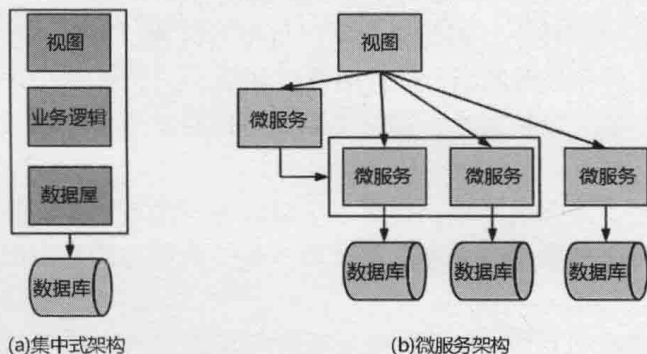 视图
业务逻辑
数据屋
数据库
(a)集中式架构
视图
微服务
微服务
微服务
微服务
数据库
数据库
数据库
(b)微服务架构